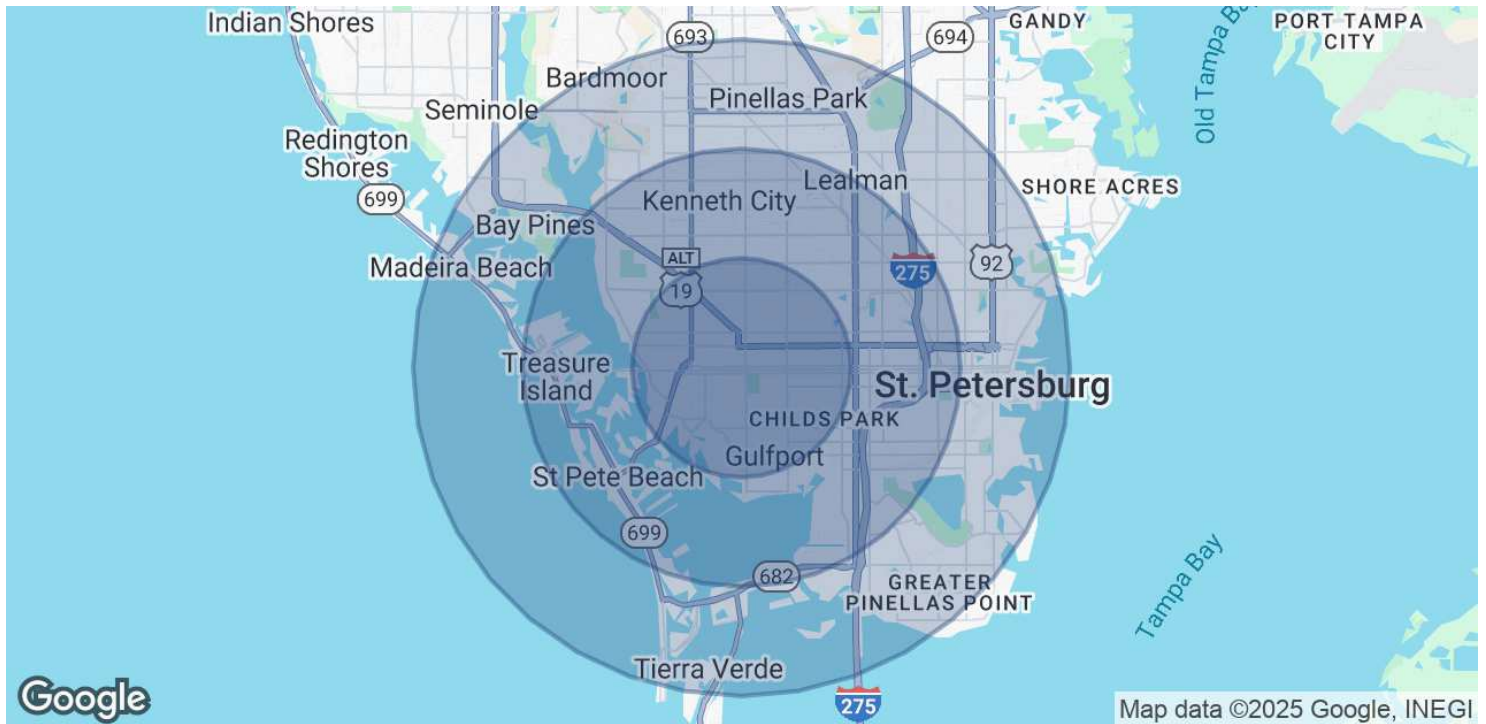 Indian Shores
693
694
GANDY
PORT TAMPA
CITY
Old Tampa Ba
Bardmoor
Pinellas Park
Seminole
Redington
Shores
699
Lealman
SHORE ACRES
Kenneth City
Bay Pines
Madeira Beach
ALT
19
275
92
Treasure
Island
St. Petersburg
CHILDS PARK
Gulfport
St Pete Beach
699
682
GREATER
PINELLAS POINT
Tampa Bay
Tierra Verde
275
Google
Map data ©2025 Google, INEGI